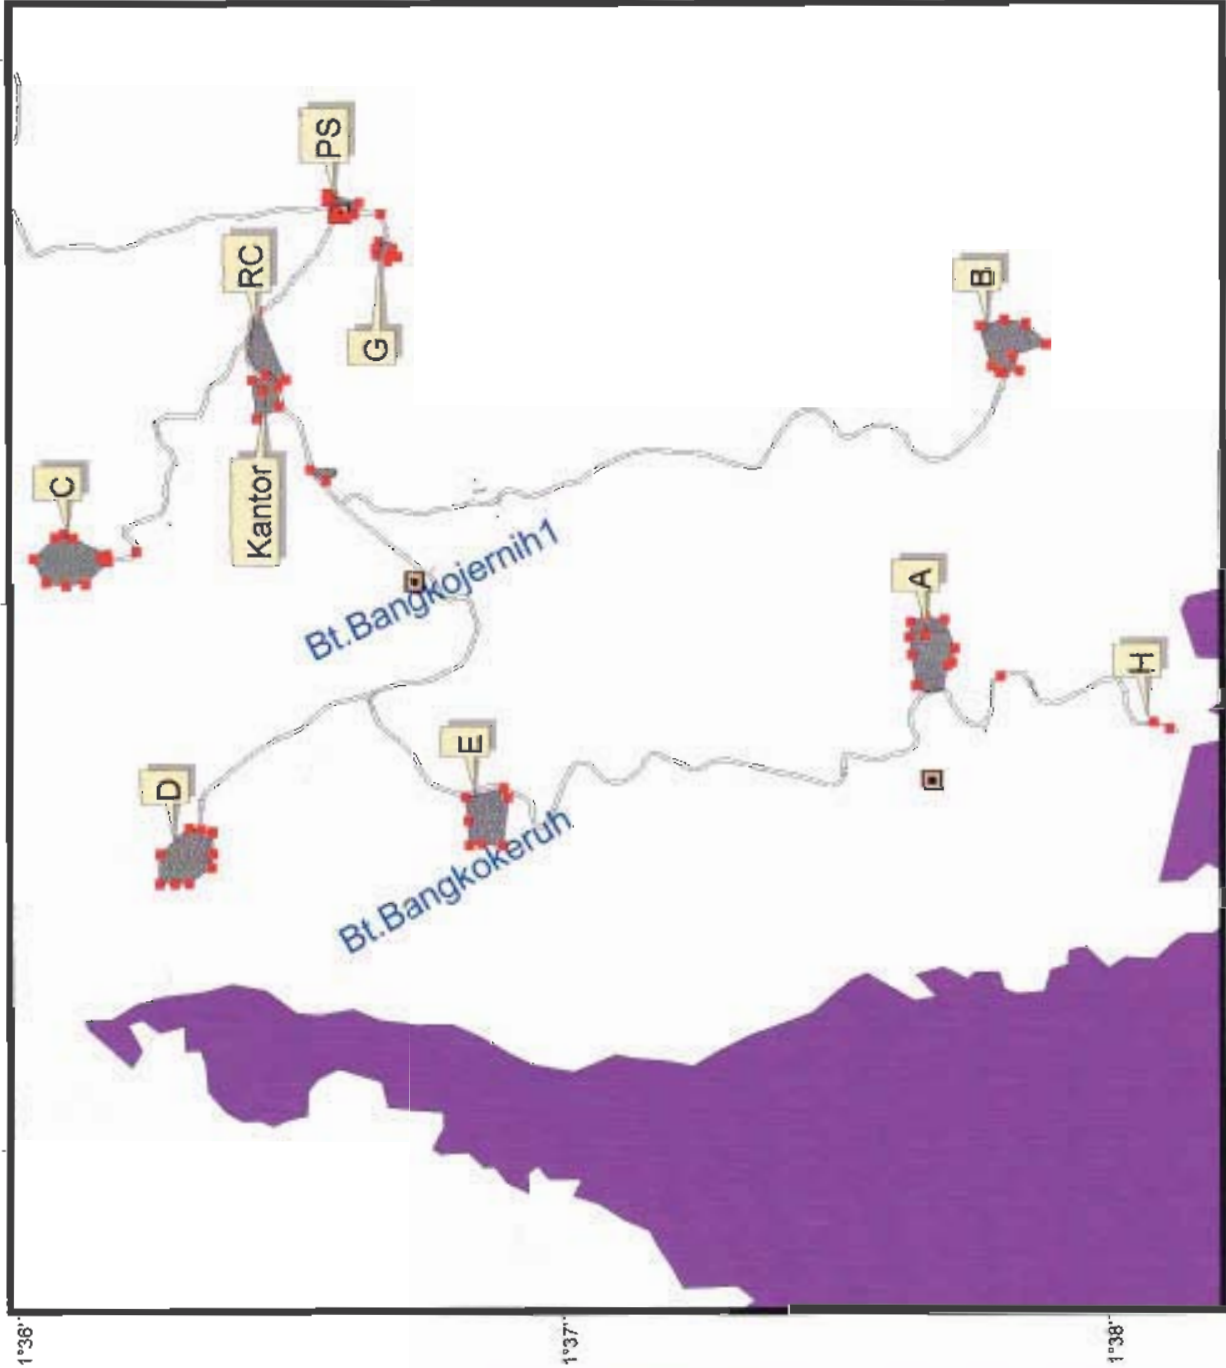 PS
RC
G
B
C
Kantor
Bt.Bangkojernih1
A
H
D
E
Bt.Bangkokeruh
1°36'
1°37'
1°38'